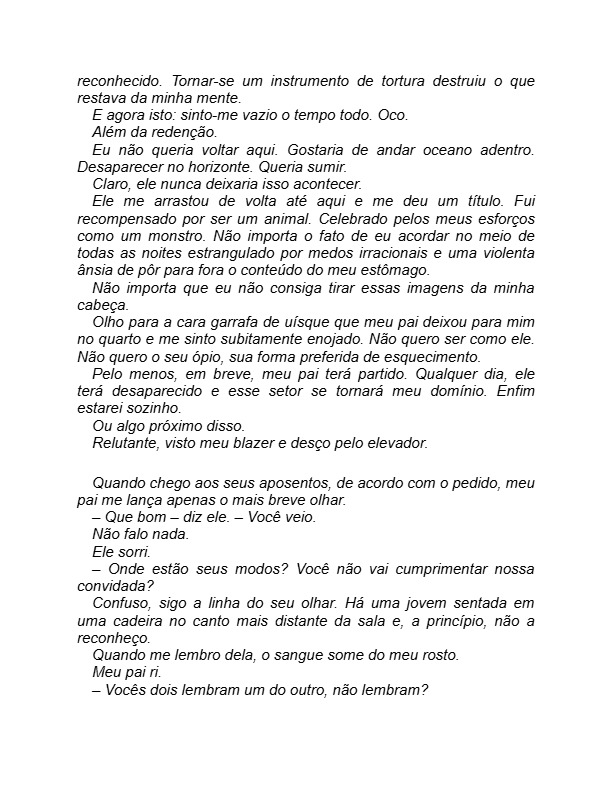 reconhecido. Tornar-se um instrumento de tortura destruiu o que
restava da minha mente.
E agora isto: sinto-me vazio o tempo todo. Oco.
Além da redenção.
Eu não queria voltar aqui. Gostaria de andar oceano adentro.
Desaparecer no horizonte. Queria sumir.
Claro, ele nunca deixaria isso acontecer.
Ele me arrastou de volta até aqui e me deu um título. Fui
recompensado por ser um animal. Celebrado pelos meus esforços
como um monstro. Não importa o fato de eu acordar no meio de
todas as noites estrangulado por medos irracionais e uma violenta
ânsia de pôr para fora o conteúdo do meu estômago.
Não importa que eu não consiga tirar essas imagens da minha
cabeça.
Olho para a cara garrafa de uísque que meu pai deixou para mim
no quarto e me sinto subitamente enojado. Não quero ser como ele.
Não quero o seu ópio, sua forma preferida de esquecimento.
Pelo menos, em breve, meu pai terá partido. Qualquer dia, ele
terá desaparecido e esse setor se tornará meu domínio. Enfim
estarei sozinho.
Ou algo próximo disso.
Relutante, visto meu blazer e desço pelo elevador.
Quando chego aos seus aposentos, de acordo com o pedido, meu
pai me lança apenas o mais breve olhar.
– Que bom – diz ele. – Você veio.
Não falo nada.
Ele sorri.
– Onde estão seus modos? Você não vai cumprimentar nossa
convidada?
Confuso, sigo a linha do seu olhar. Há uma jovem sentada em
uma cadeira no canto mais distante da sala e, a princípio, não a
reconheço.
Quando me lembro dela, o sangue some do meu rosto.
Meu pai ri.
– Vocês dois lembram um do outro, não lembram?